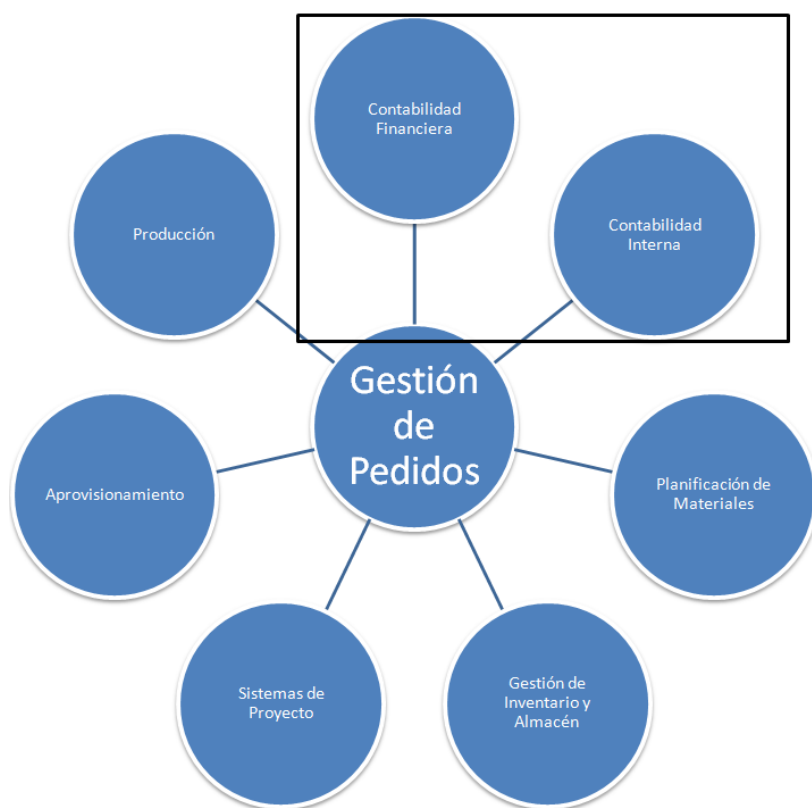 Contabilidad
Financiera
Contabilidad
Interna
Producción
Gestión
de
Pedidos
Aprovisionamiento
Planificación de
Materiales
Sistemas de
Proyecto
Gestión de
Inventario y
Almacén